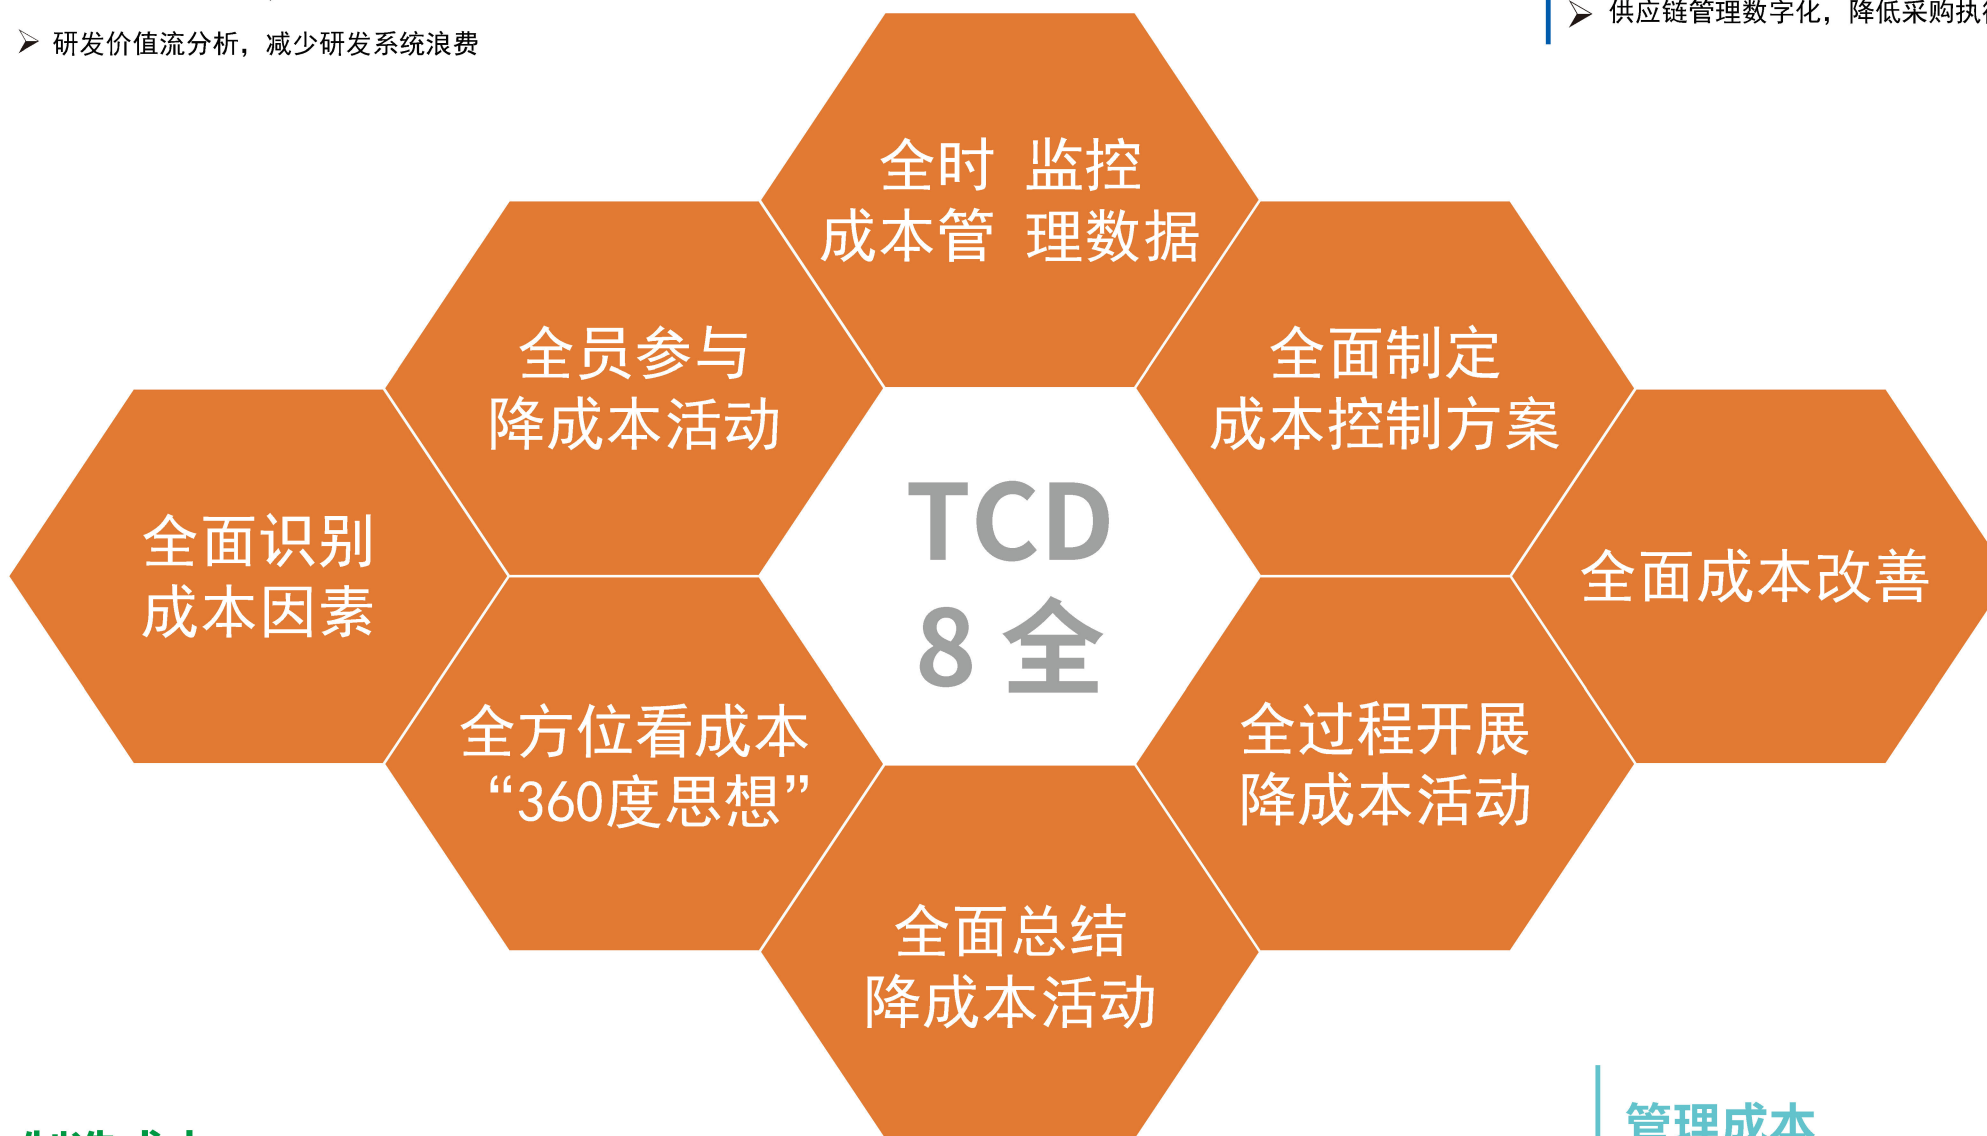 ➢ 研发价值流分析，减少研发系统浪费
➢ 供应链管理数字化，降低采购执
全时 监控
成本管 理数据
全员参与
降成本活动
全面制定
成本控制方案
全面识别
成本因素
TCD
8 全
全面成本改善
全方位看成本
“360度思想”
全过程开展
降成本活动
全面总结
降成本活动
管理成本